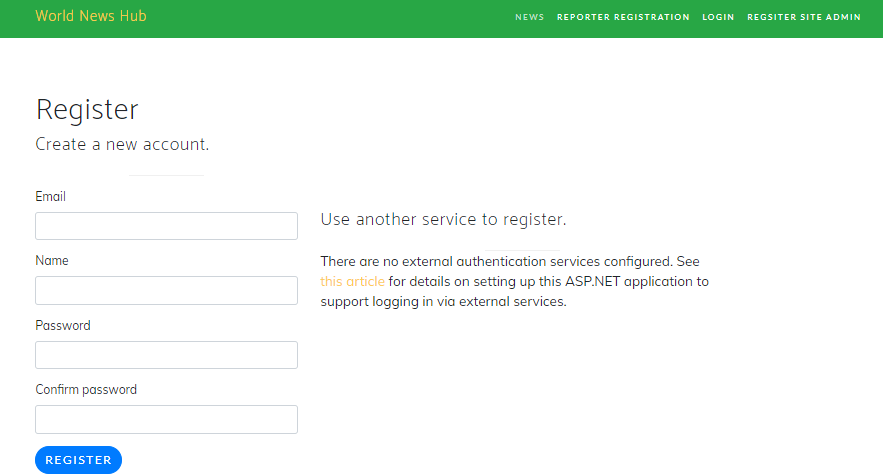 World News Hub
NEWS REPORTER REGISTRATION LOGIN REGSITER SITE ADMIN
Register
Create a new account.
Email
Name
Password
Confirm password
REGISTER
Use another service to register.
There are no external authentication services configured. See
this article for details on setting up this ASP.NET application to
support logging in via external services.